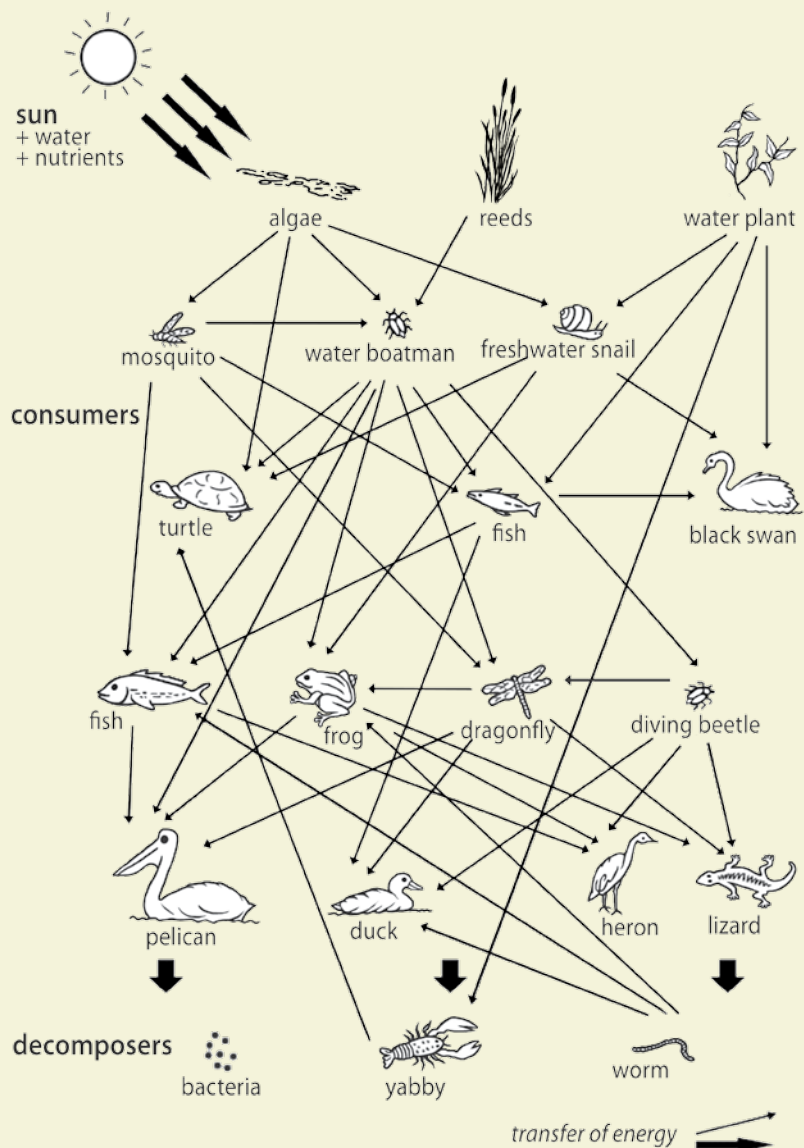 sun
+ water
+ nutrients
algae
reeds
water plant
mosquito
water boatman
freshwater snail
consumers
turtle
fish
black swan
fish
frog
dragonfly
diving beetle
pelican
duck
heron
lizard
decomposers
bacteria
yabby
worm
transfer of energy